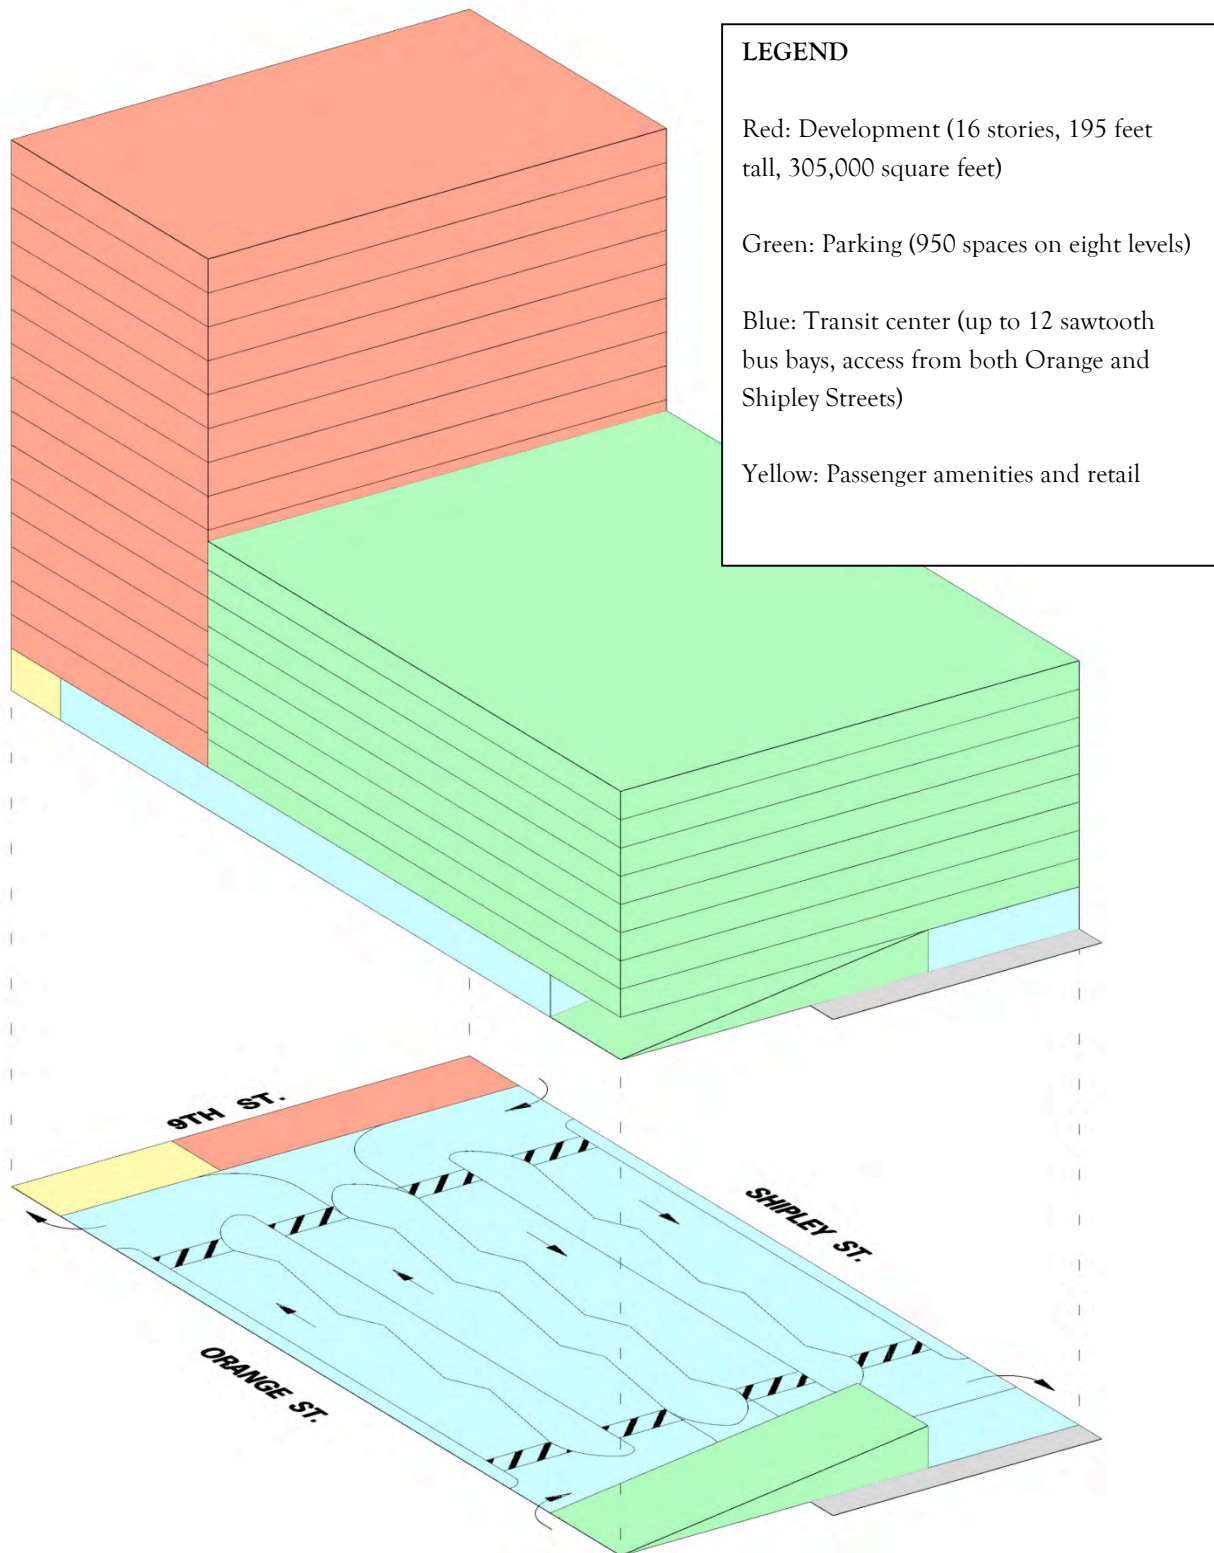 LEGEND
Red: Development (16 stories, 195 feet
tall, 305,000 square feet)
Green: Parking (950 spaces on eight levels)
Blue: Transit center (up to 12 sawtooth
bus bays, access from both Orange and
Shipley Streets)
Yellow: Passenger amenities and retail
9TH ST.
SHIPLEY ST.
ORANGE ST.